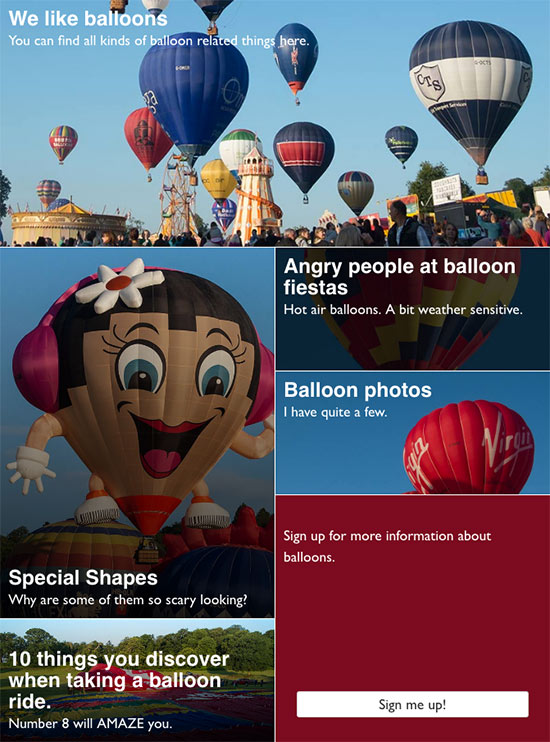 We like balloons
You can find all kinds of balloon related things here.
G-OMEN
G-OCTS
CTS
Angry people at balloon
fiestas
Hot air balloons. A bit weather sensitive.
Balloon photos
I have quite a few.
Virgin
Sign up for more information about
balloons.
Special Shapes
Why are some of them so scary looking?
10 things you discover
when taking a balloon
ride.
Number 8 will AMAZE you.
Sign me up!